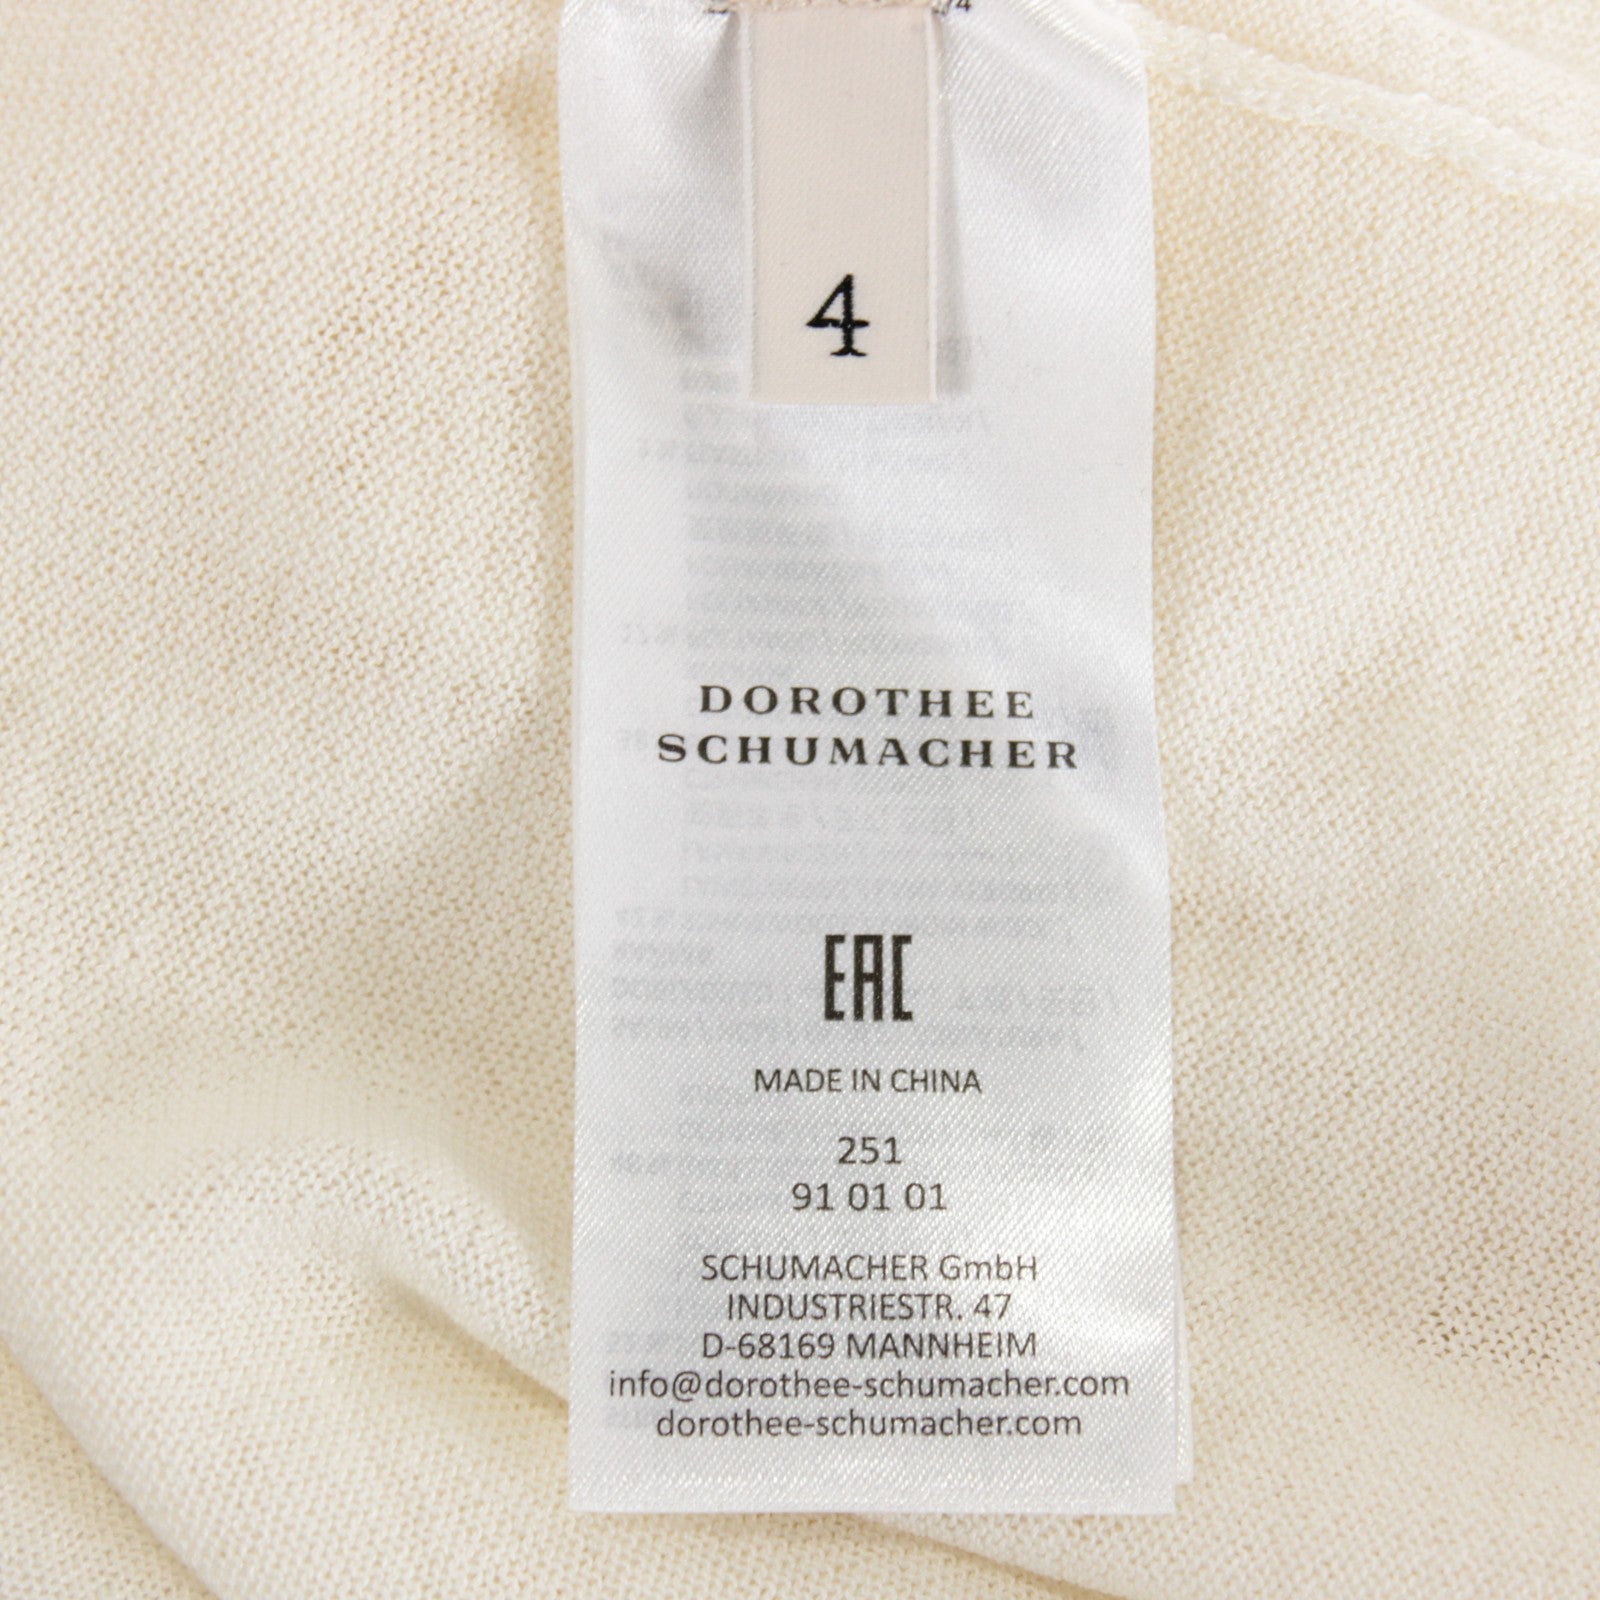 4
DOROTHEE
SCHUMACHER
EAC
MADE IN CHINA
251
91 01 01
SCHUMACHER GmbH
INDUSTRIESTR. 47
D-68169 MANNHEIM
info@dorothee-schumacher.com
dorothee-schumacher.com